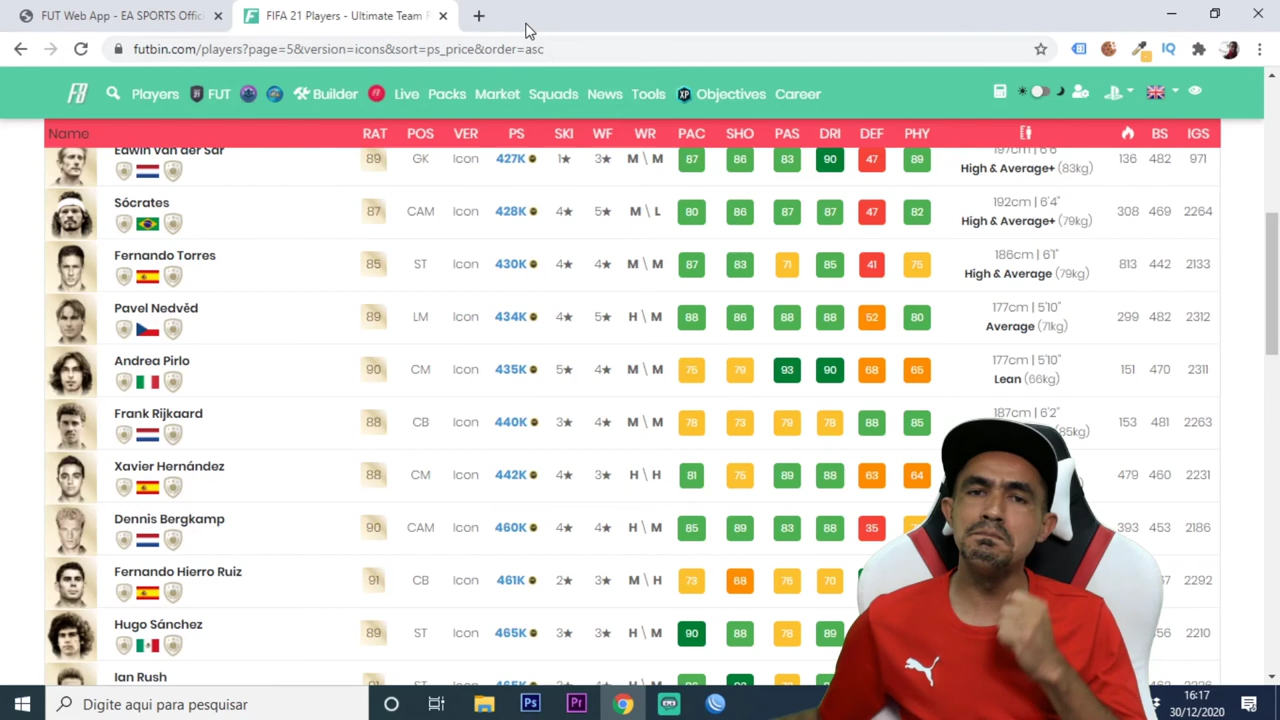 FUT Web App - EA SPORTS Offici
FIFA 21 Players - Ultimate Team F
futbin.com/players?page=5&version=icons&sort=ps_price&order=asc
Players FUT Builder Live Packs Market Squads News Tools XP Objectives Career
Name RAT POS VER PS SKI WF WR PAC SHO PAS DRI DEF PHY BS IGS
Edwin van der Sar 89 GK Icon 427K 1★ 3★ M \ M 87 86 83 90 47 89 197cm | 6'6" 136 482 971
High & Average+ (83kg)
Sócrates 87 CAM Icon 428K 4★ 5★ M \ L 80 86 87 87 47 82 192cm | 6'4" 308 469 2264
High & Average+ (79kg)
Fernando Torres 85 ST Icon 430K 4★ 4★ M \ M 87 83 71 85 41 75 186cm | 6'1" 813 442 2133
High & Average (79kg)
Pavel Nedvěd 89 LM Icon 434K 4★ 5★ H \ M 88 86 88 88 52 80 177cm | 5'10" 299 482 2312
Average (71kg)
Andrea Pirlo 90 CM Icon 435K 5★ 4★ M \ M 75 79 93 90 68 65 177cm | 5'10" 151 470 2311
Lean (66kg)
Frank Rijkaard 88 CB Icon 440K 3★ 4★ M \ M 78 73 79 78 88 85 187cm | 6'2" 153 481 2263
85kg)
Xavier Hernández 88 CM Icon 442K 4★ 3★ H \ H 81 75 89 88 63 64 479 460 2231
Dennis Bergkamp 90 CAM Icon 460K 4★ 4★ H \ M 85 89 83 88 35 393 453 2186
Fernando Hierro Ruiz 91 CB Icon 461K 2★ 3★ M \ H 73 68 76 70 2292
Hugo Sánchez 89 ST Icon 465K 3★ 3★ H \ M 90 88 78 89 2210
Ian Rush
PUMA
Digite aqui para pesquisar
16:17
30/12/2020